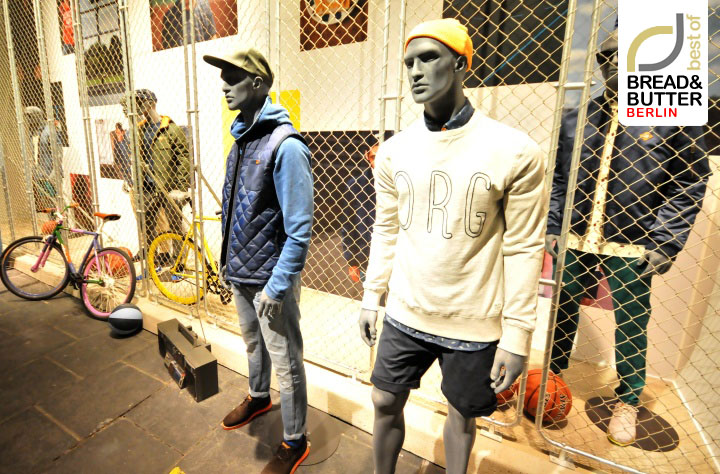 best of
BREAD&
BUTTER
BERLIN
ORG